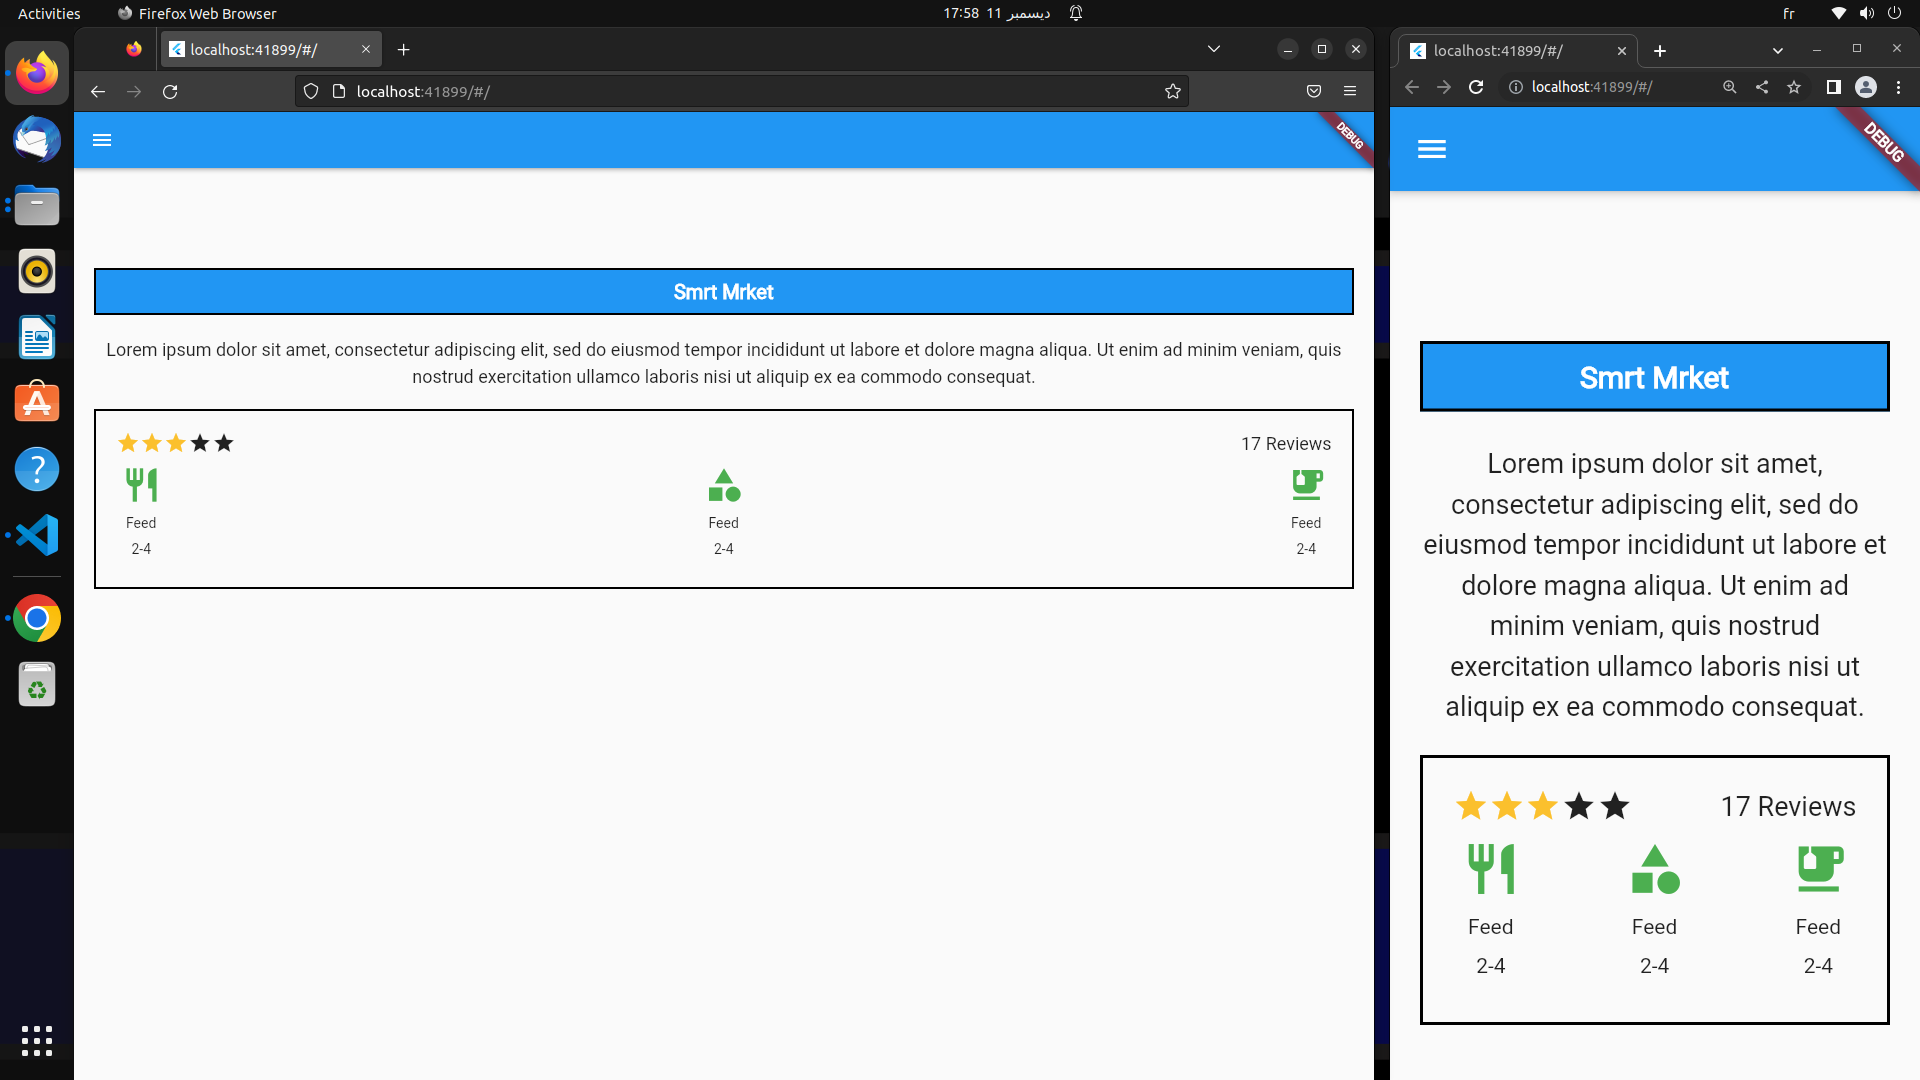 Activities
Firefox Web Browser
17:58 11 ديسمبر
fr
localhost:41899/#/
localhost:41899/#/
DEBUG
Smrt Mrket
Lorem ipsum dolor sit amet, consectetur adipiscing elit, sed do eiusmod tempor incididunt ut labore et dolore magna aliqua. Ut enim ad minim veniam, quis
nostrud exercitation ullamco laboris nisi ut aliquip ex ea commodo consequat.
17 Reviews
Feed Feed Feed
2-4 2-4 2-4
localhost:41899/#/
localhost:41899/#/
DEBUG
Smrt Mrket
Lorem ipsum dolor sit amet,
consectetur adipiscing elit, sed do
eiusmod tempor incididunt ut labore et
dolore magna aliqua. Ut enim ad
minim veniam, quis nostrud
exercitation ullamco laboris nisi ut
aliquip ex ea commodo consequat.
17 Reviews
Feed Feed Feed
2-4 2-4 2-4